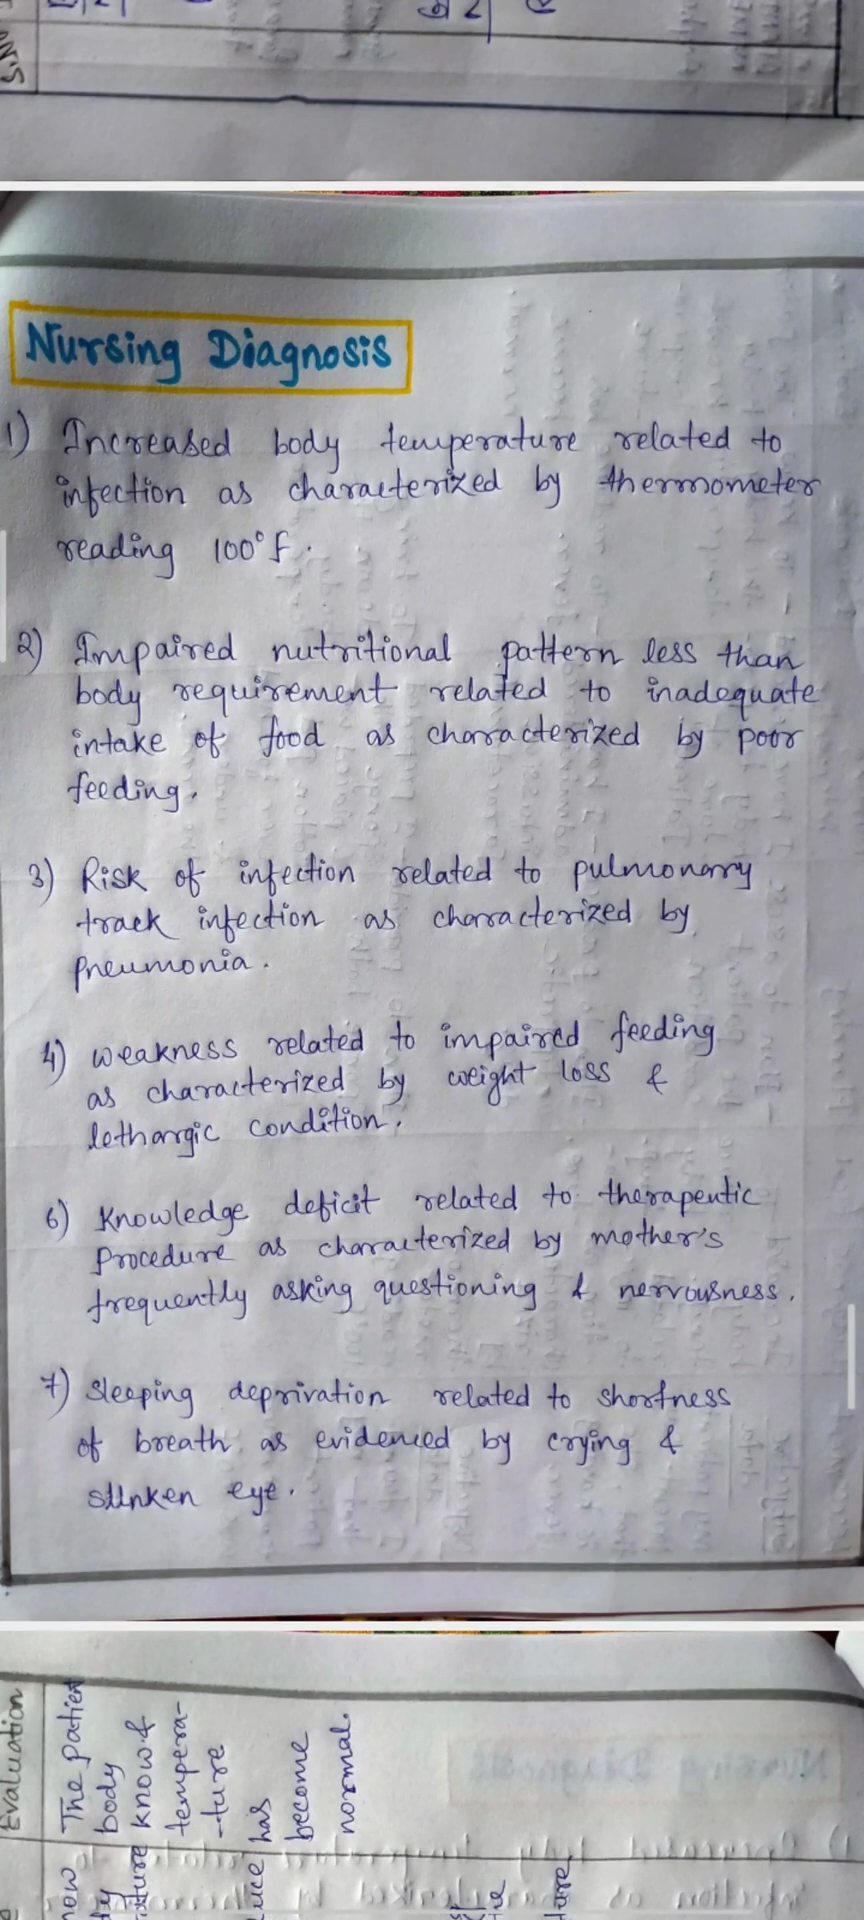 Nursing Diagnosis
1) Increased body temperature related to
infection as characterized by thermometer
reading 100°f.
2) Impaired nutritional pattern less than
body requirement related to inadequate
intake of food as characterized by poor
feeding.
3) Risk of infection related to pulmonary
track infection as characterized by
pneumonia.
4) weakness related to impaired feeding
as characterized by weight loss &
lethargic condition.
6) Knowledge deficit related to therapeutic
procedure as characterized by mother's
frequently asking questioning & nervousness.
7) Sleeping deprivation related to shortness
of breath as evidenced by crying &
sunken eye.
Evaluation
The patient
body
know &
tempera-
-ture
has
become
normal.